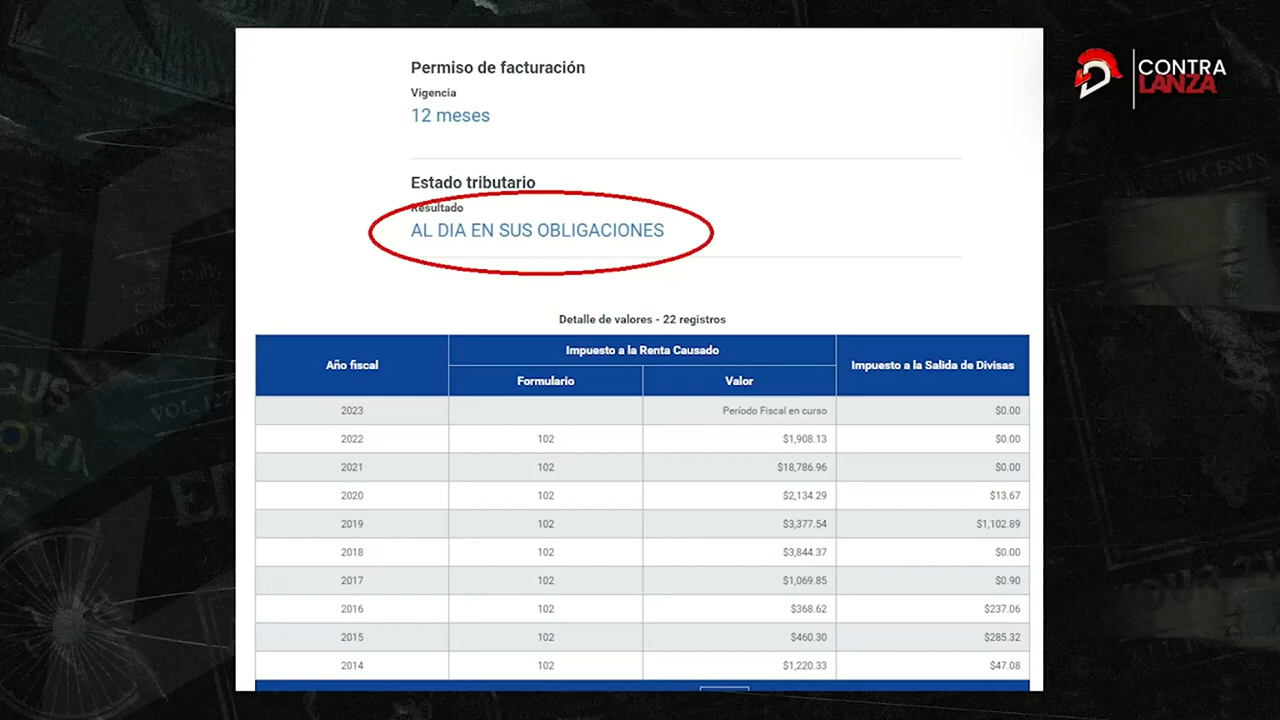 CONTRA
LANZA
Permiso de facturación
Vigencia
12 meses
Estado tributario
Resultado
AL DIA EN SUS OBLIGACIONES
Detalle de valores - 22 registros
Año fiscal Impuesto a la Renta Causado Impuesto a la Salida de Divisas
Formulario Valor
2023 Período Fiscal en curso $0.00
2022 102 $1,908.13 $0.00
2021 102 $18,786.96 $0.00
2020 102 $2,134.29 $13.67
2019 102 $3,377.54 $1,102.89
2018 102 $3,844.37 $0.00
2017 102 $1,069.85 $0.90
2016 102 $368.62 $237.06
2015 102 $460.30 $285.32
2014 102 $1,220.33 $47.08